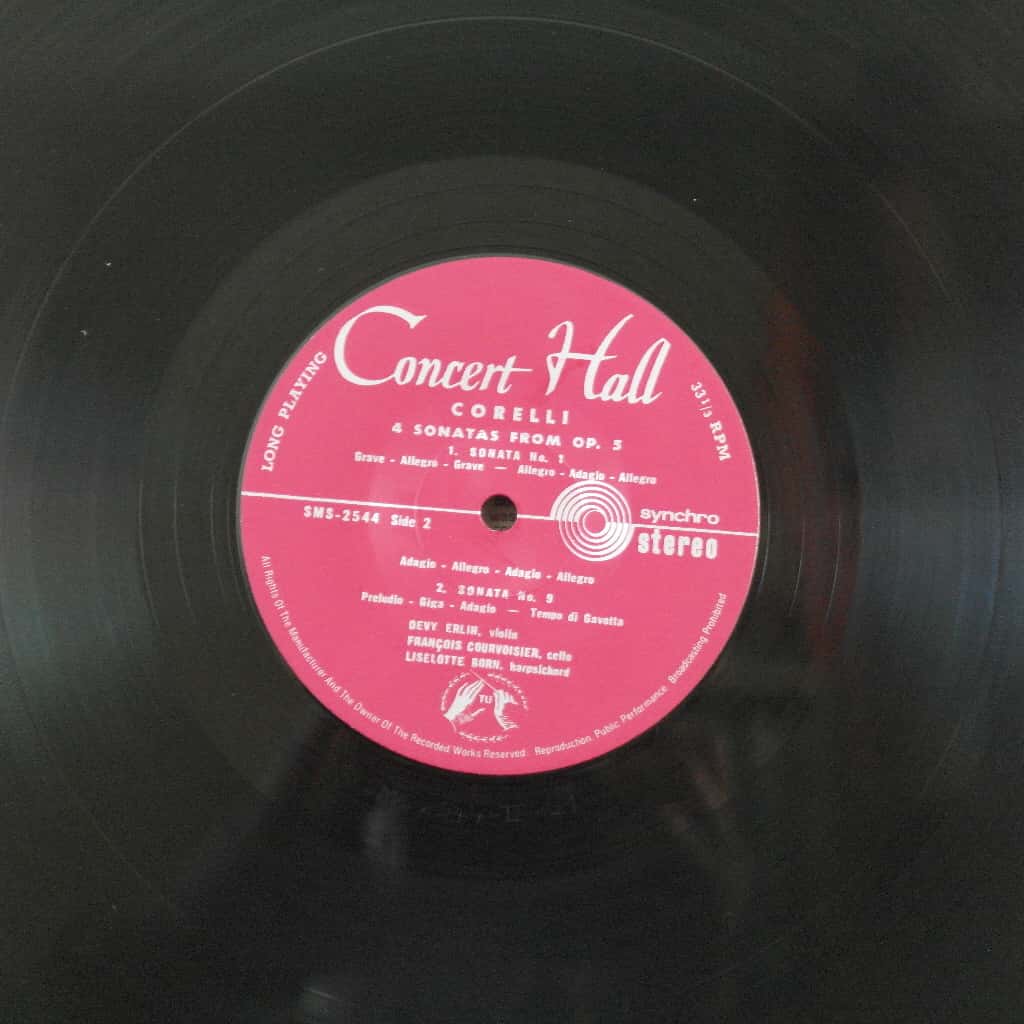 Concert Hall
LONG PLAYING
33 1/3 RPM
CORELLI
4 SONATAS FROM OP. 5
1. SONATA No. 1
Grave - Allegro - Grave — Allegro - Adagio - Allegro
SMS-2544 Side 2
synchro
stereo
Adagio - Allegro - Adagio - Allegro
2. SONATA No. 9
Preludio - Giga - Adagio — Tempo di Gavotta
DEVY ERLIH, violin
FRANÇOIS COURVOISIER, cello
LISELOTTE BORN, harpsichord
TU
All Rights Of The Manufacturer And The Owner Of The Recorded Works Reserved. Reproduction, Public Performance, Broadcasting Prohibited